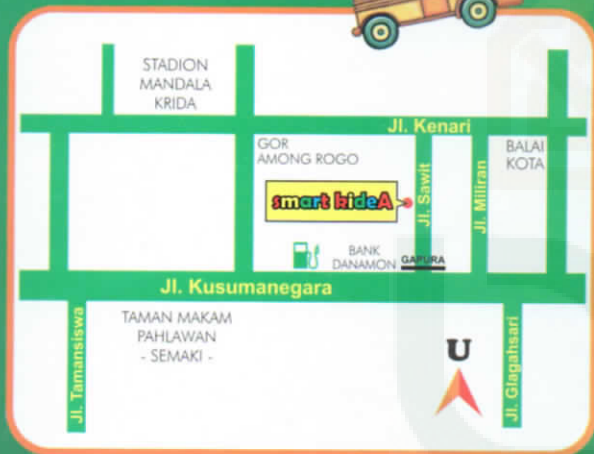 STADION
MANDALA
KRIDA
Jl. Kenari
GOR
AMONG ROGO
BALAI
KOTA
smart kideA
Jl. Sawit
Jl. Miliran
BANK
DANAMON
GAPURA
Jl. Kusumanegara
Jl. Tamansiswa
TAMAN MAKAM
PAHLAWAN
- SEMAKI -
U
Jl. Glagahsari